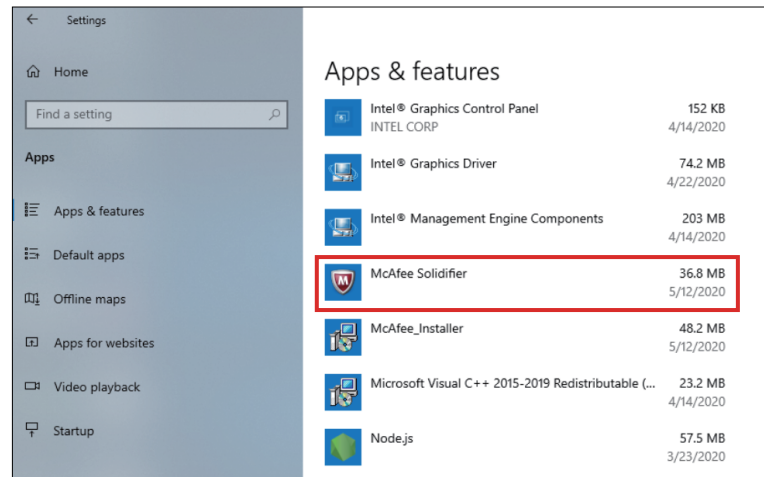 Settings
Home
Find a setting
Apps
Apps & features
Default apps
Offline maps
Apps for websites
Video playback
Startup
Apps & features
Intel® Graphics Control Panel 152 KB
INTEL CORP 4/14/2020
Intel® Graphics Driver 74.2 MB
4/22/2020
Intel® Management Engine Components 203 MB
4/14/2020
McAfee Solidifier 36.8 MB
5/12/2020
McAfee_Installer 48.2 MB
5/12/2020
Microsoft Visual C++ 2015-2019 Redistributable (... 23.2 MB
4/14/2020
Node.js 57.5 MB
3/23/2020